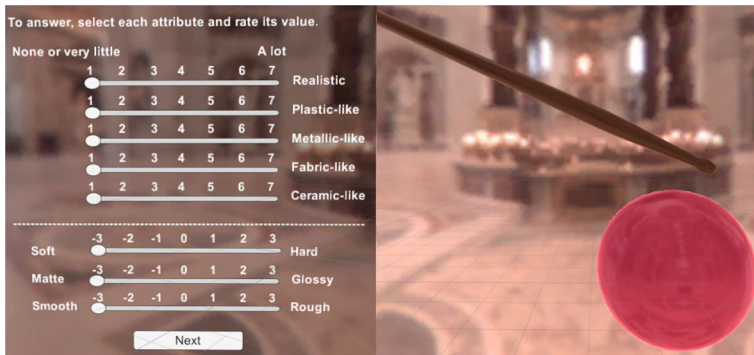 To answer, select each attribute and rate its value.
None or very little A lot
1 2 3 4 5 6 7
Realistic
1 2 3 4 5 6 7
Plastic-like
1 2 3 4 5 6 7
Metallic-like
1 2 3 4 5 6 7
Fabric-like
1 2 3 4 5 6 7
Ceramic-like
-3 -2 -1 0 1 2 3
Soft Hard
-3 -2 -1 0 1 2 3
Matte Glossy
-3 -2 -1 0 1 2 3
Smooth Rough
Next